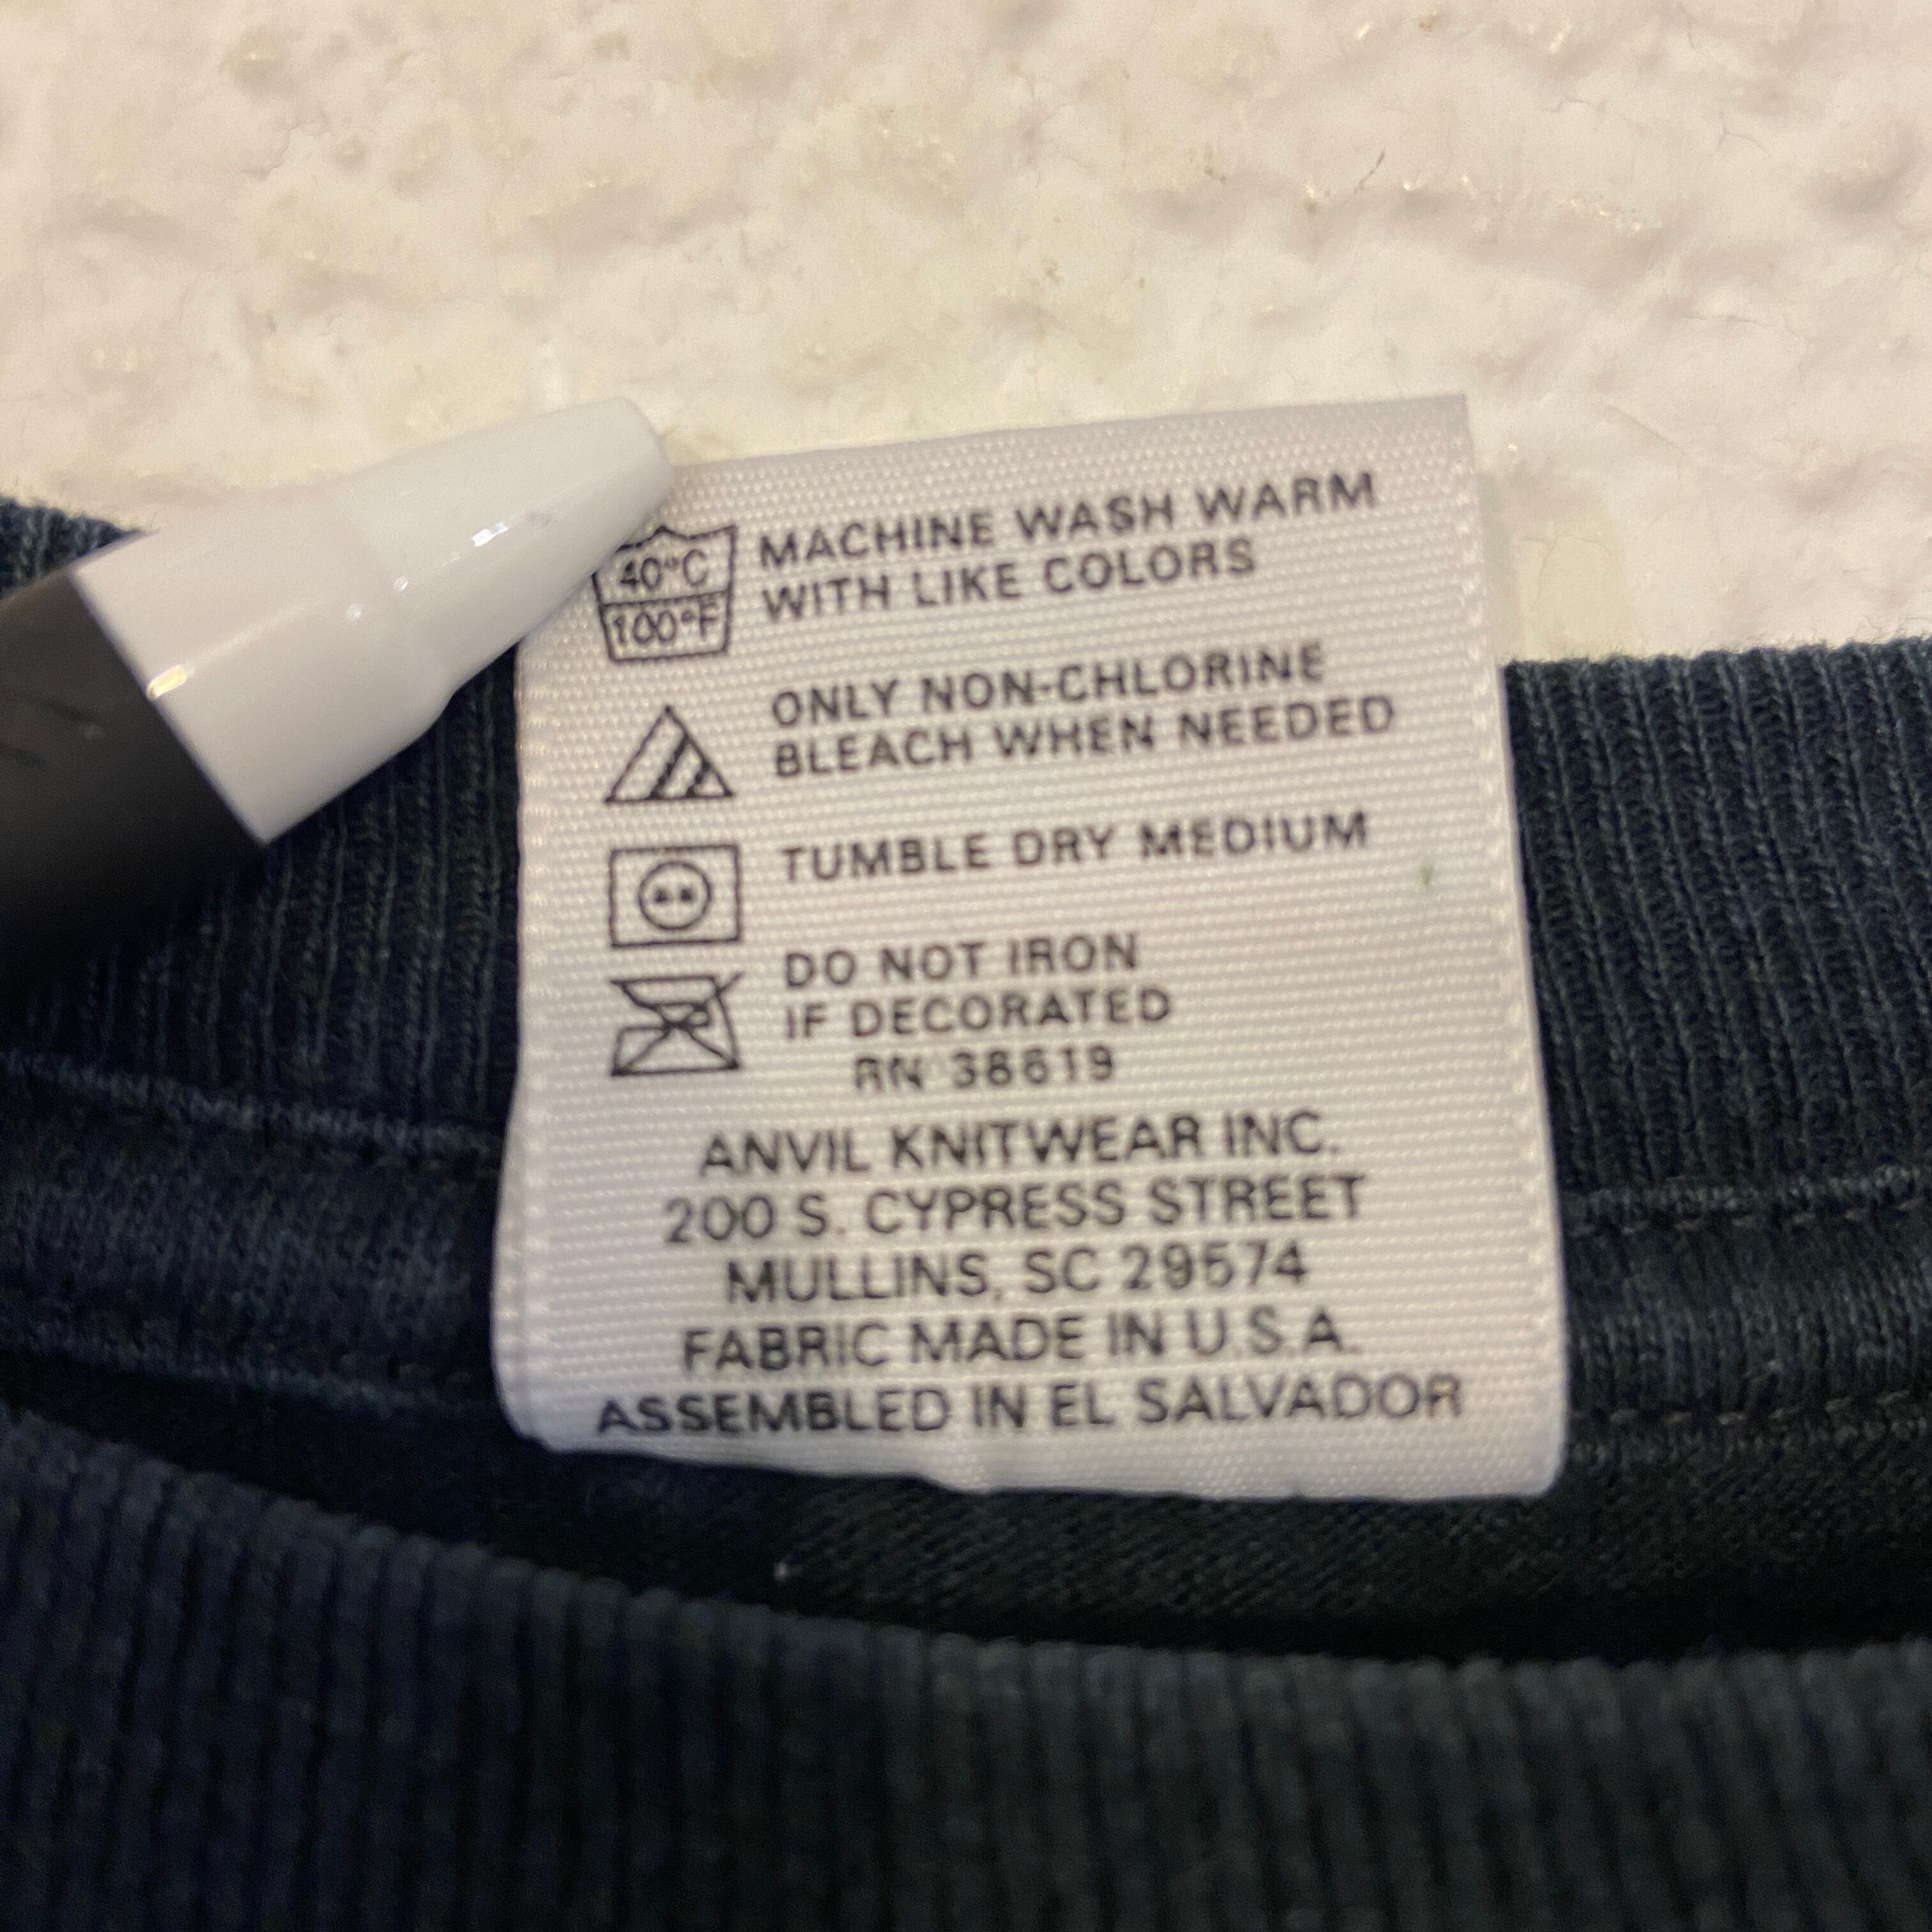 40°C
100°F
MACHINE WASH WARM
WITH LIKE COLORS
ONLY NON-CHLORINE
BLEACH WHEN NEEDED
TUMBLE DRY MEDIUM
DO NOT IRON
IF DECORATED
RN 38619
ANVIL KNITWEAR INC.
200 S. CYPRESS STREET
MULLINS, SC 29574
FABRIC MADE IN U.S.A.
ASSEMBLED IN EL SALVADOR